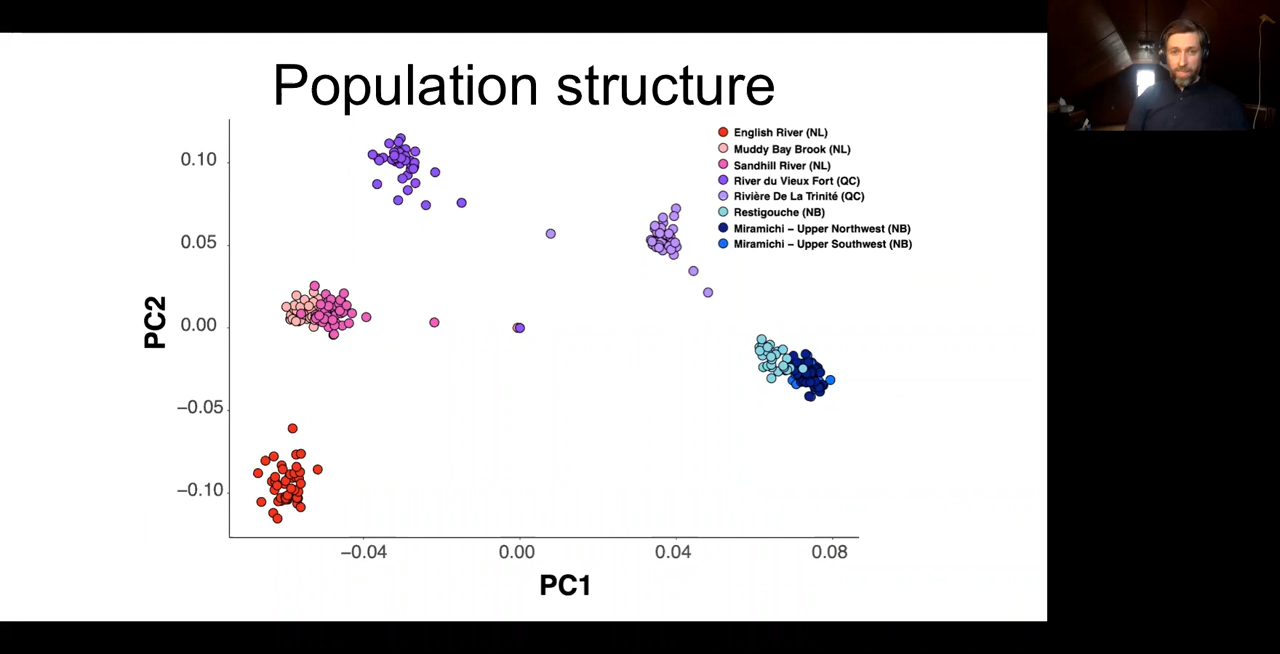 Population structure
English River (NL)
Muddy Bay Brook (NL)
Sandhill River (NL)
River du Vieux Fort (QC)
Rivière De La Trinité (QC)
Restigouche (NB)
Miramichi – Upper Northwest (NB)
Miramichi – Upper Southwest (NB)
0.10
0.05
0.00
−0.05
−0.10
PC2
−0.04
0.00
0.04
0.08
PC1